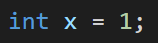 int x = 1;